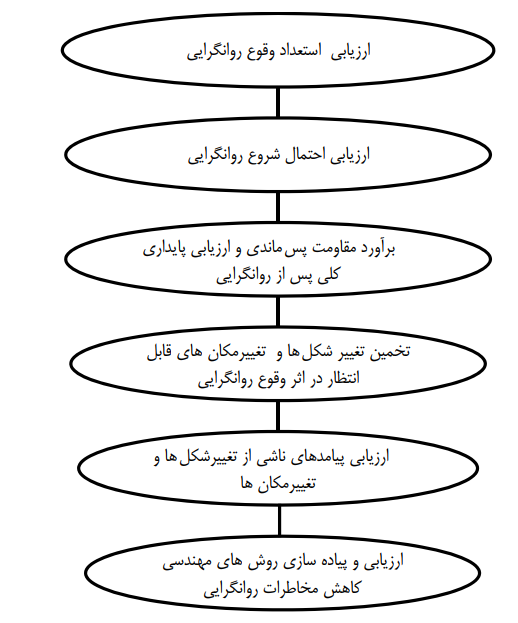 ارزیابی استعداد وقوع روانگرایی
ارزیابی احتمال شروع روانگرایی
برآورد مقاومت پس‌ماندی و ارزیابی پایداری
کلی پس از روانگرایی
تخمین تغییر شکل‌ها و تغییرمکان های قابل
انتظار در اثر وقوع روانگرایی
ارزیابی پیامدهای ناشی از تغییرشکل‌ها و
تغییرمکان ها
ارزیابی و پیاده سازی روش های مهندسی
کاهش مخاطرات روانگرایی